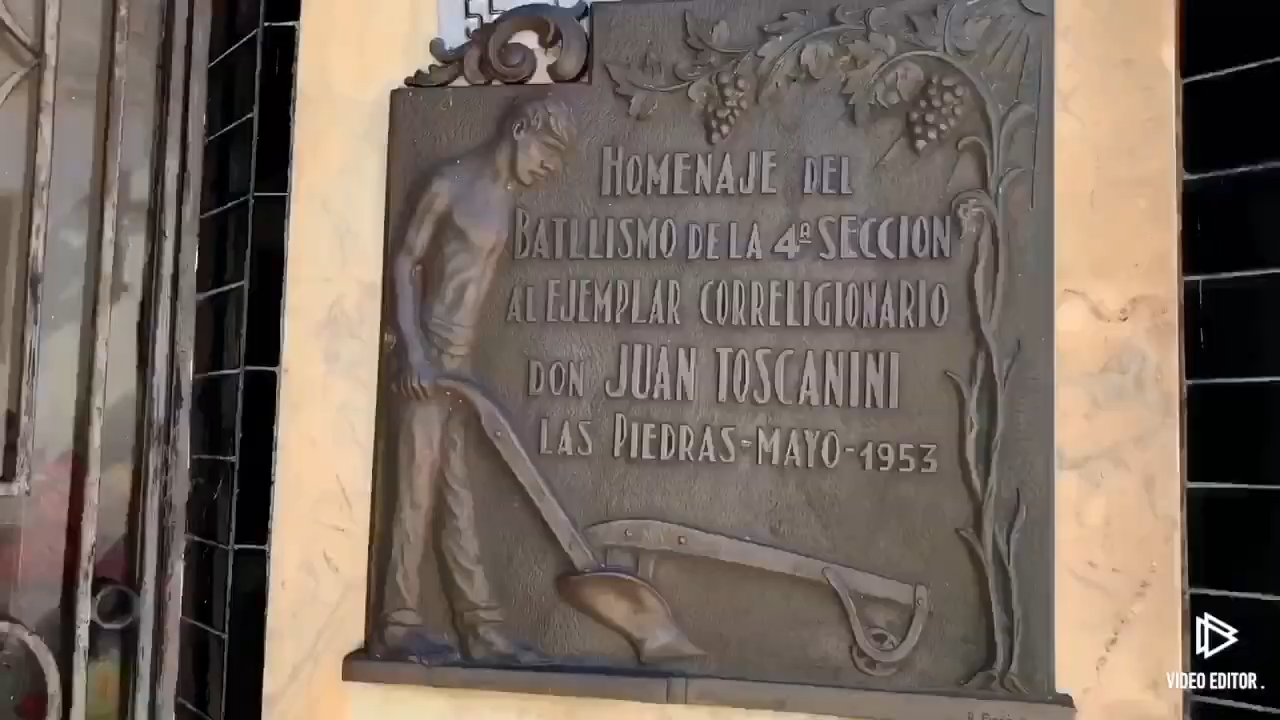 HOMENAJE DEL
BATLLISMO DE LA 4ª SECCION
AL EJEMPLAR CORRELIGIONARIO
DON JUAN TOSCANINI
LAS PIEDRAS-MAYO-1953
VIDEO EDITOR.